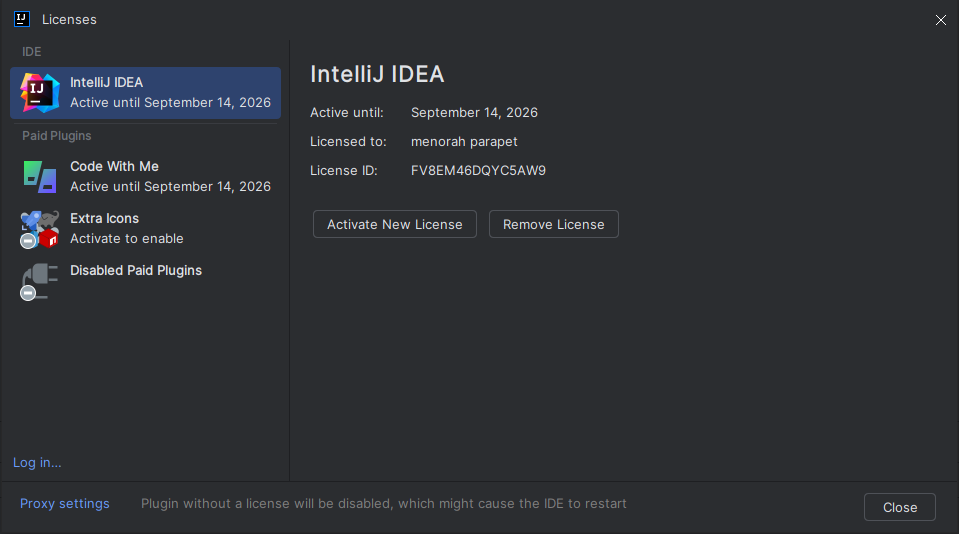 Licenses
IDE
IntelliJ IDEA
Active until September 14, 2026
Paid Plugins
Code With Me
Active until September 14, 2026
Extra Icons
Activate to enable
Disabled Paid Plugins
Log in...
IntelliJ IDEA
Active until: September 14, 2026
Licensed to: menorah parapet
License ID: FV8EM46DQYC5AW9
Activate New License Remove License
Proxy settings Plugin without a license will be disabled, which might cause the IDE to restart Close